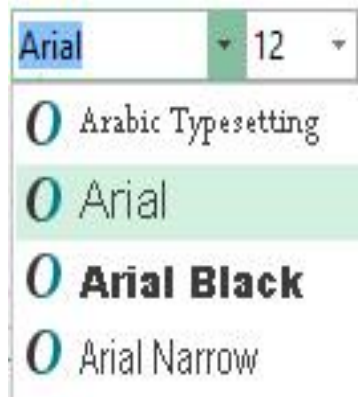 Arial 12
O Arabic Typesetting
O Arial
O Arial Black
O Arial Narrow